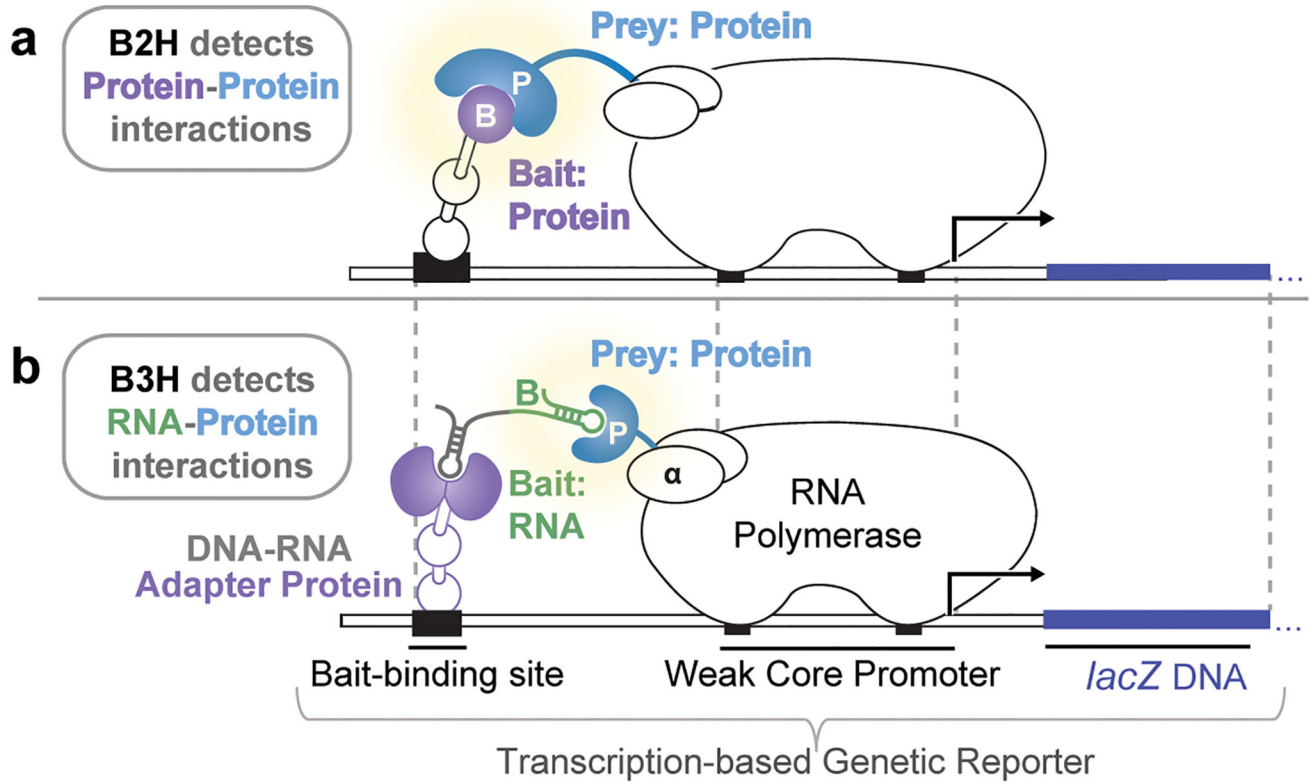 a
B2H detects
Protein-Protein
interactions
Prey: Protein
P
B
Bait:
Protein
...
b
B3H detects
RNA-Protein
interactions
Prey: Protein
B
P
Bait:
RNA
α
RNA
Polymerase
DNA-RNA
Adapter Protein
...
Bait-binding site
Weak Core Promoter
lacZ DNA
Transcription-based Genetic Reporter